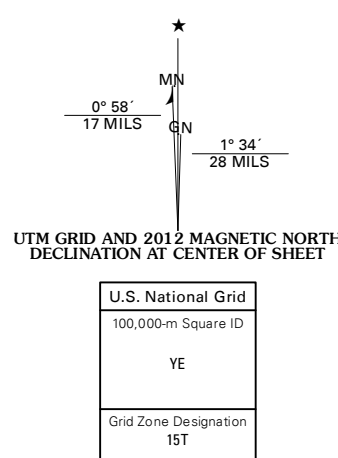 ★
MN
0° 58´
17 MILS
GN
1° 34´
28 MILS
UTM GRID AND 2012 MAGNETIC NORTH
DECLINATION AT CENTER OF SHEET
U.S. National Grid
100,000-m Square ID
YE
Grid Zone Designation
15T